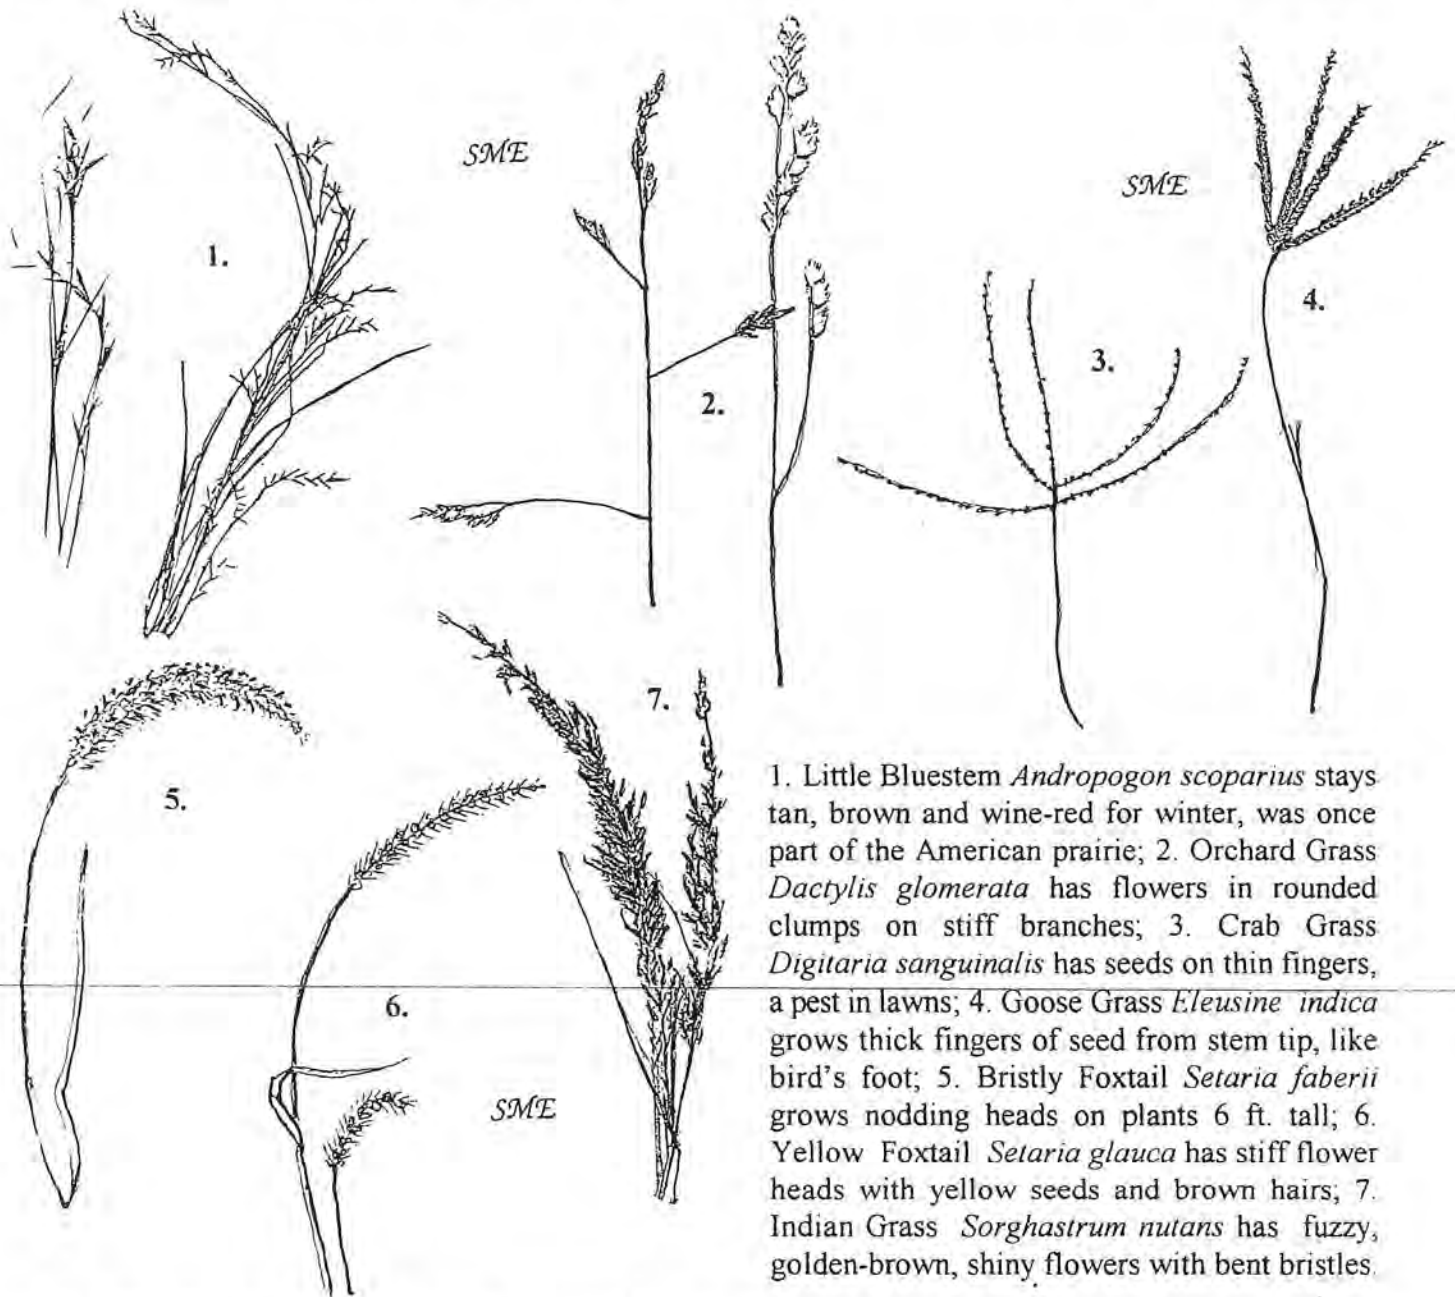 SME
SME
1.
2.
3.
4.
5.
6.
7.
SME
1. Little Bluestem Andropogon scoparius stays
tan, brown and wine-red for winter, was once
part of the American prairie; 2. Orchard Grass
Dactylis glomerata has flowers in rounded
clumps on stiff branches; 3. Crab Grass
Digitaria sanguinalis has seeds on thin fingers,
a pest in lawns; 4. Goose Grass Eleusine indica
grows thick fingers of seed from stem tip, like
bird's foot; 5. Bristly Foxtail Setaria faberii
grows nodding heads on plants 6 ft. tall; 6.
Yellow Foxtail Setaria glauca has stiff flower
heads with yellow seeds and brown hairs; 7.
Indian Grass Sorghastrum nutans has fuzzy,
golden-brown, shiny flowers with bent bristles.